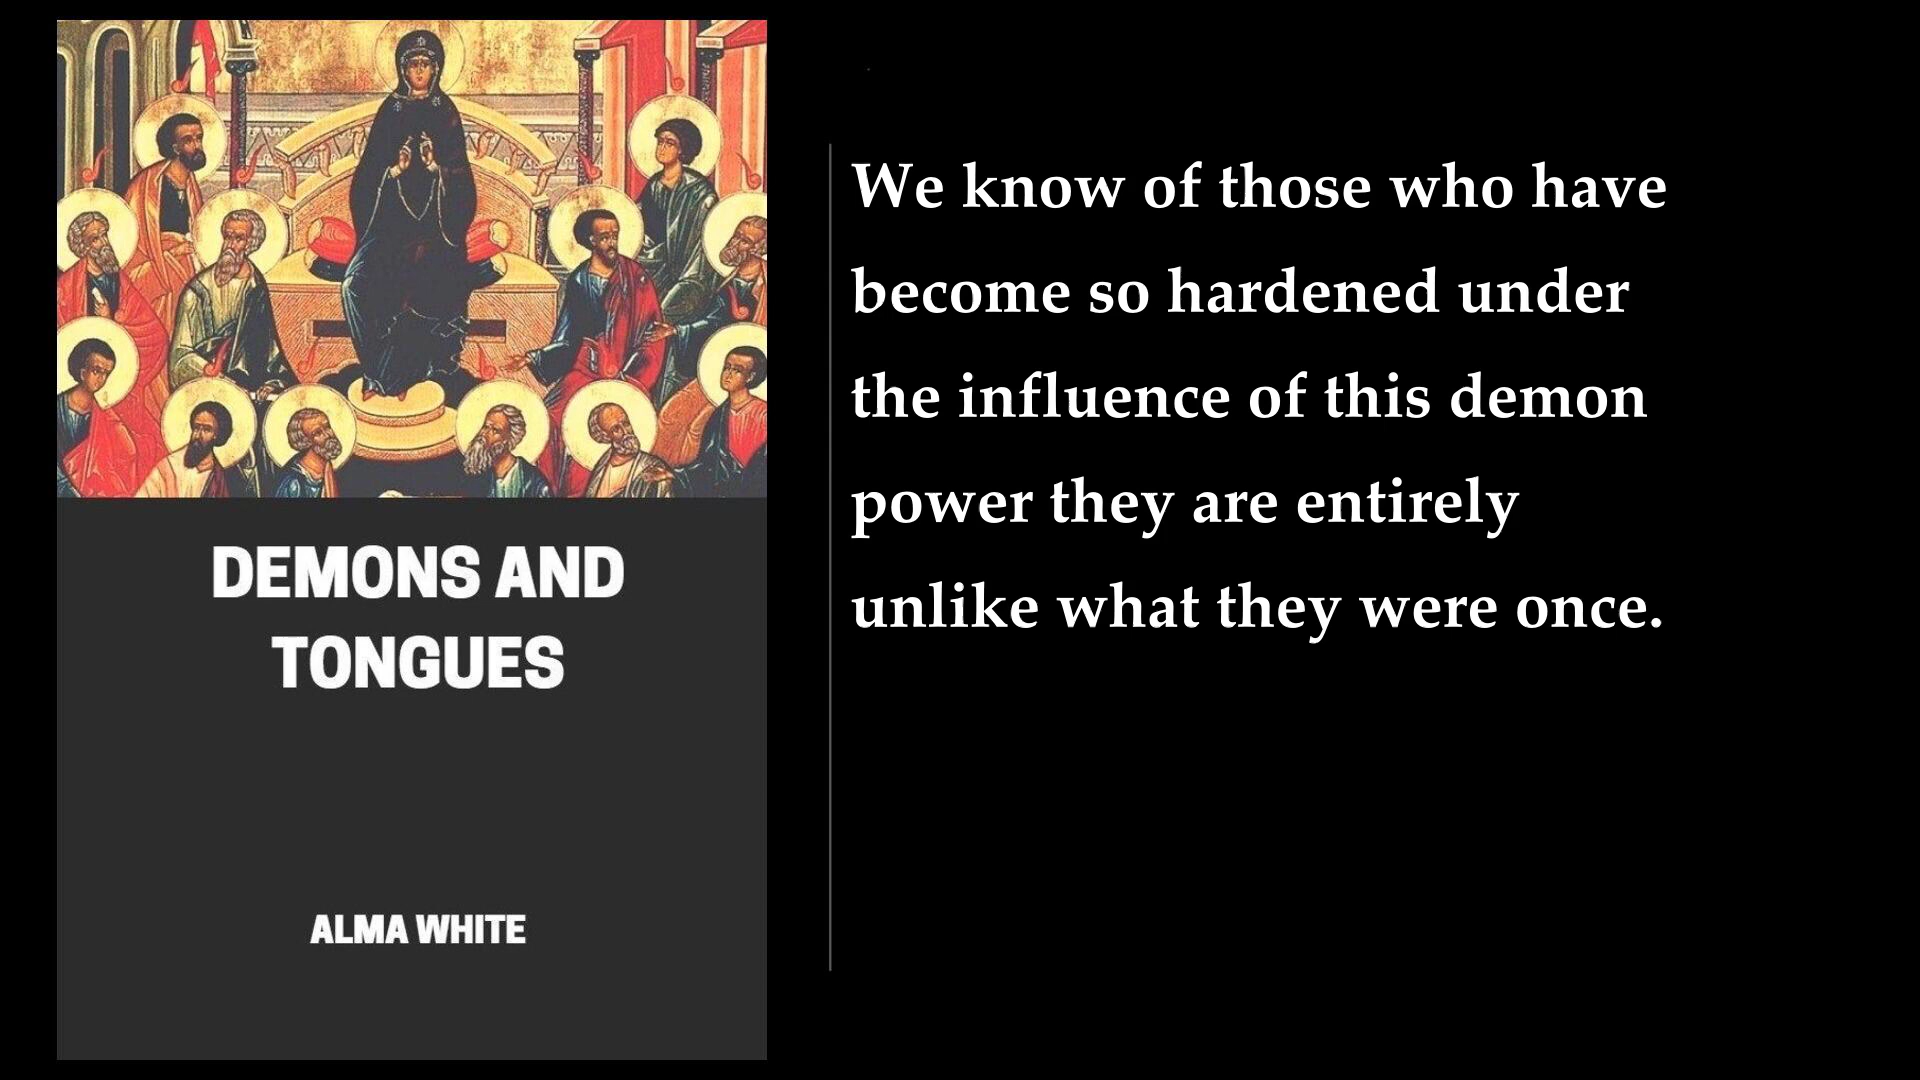 DEMONS AND
TONGUES
ALMA WHITE
We know of those who have
become so hardened under
the influence of this demon
power they are entirely
unlike what they were once.